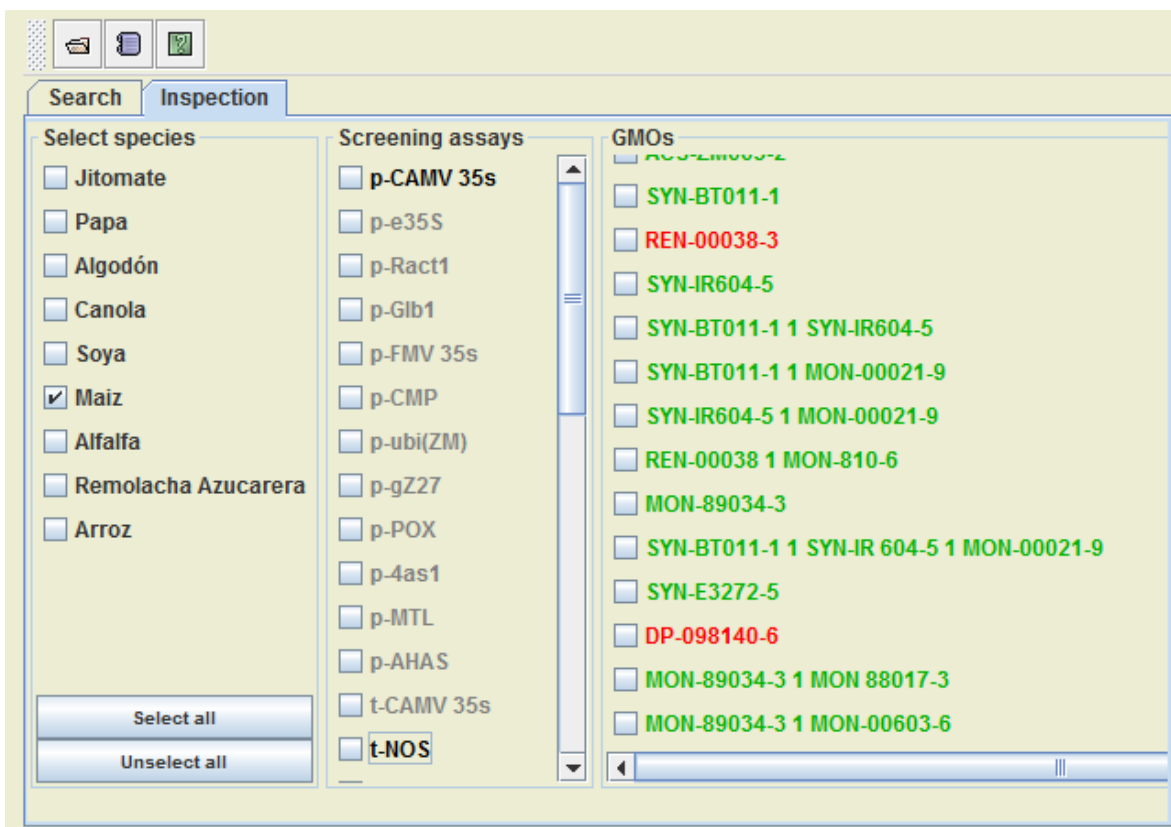 Search Inspection
Select species
Jitomate
Papa
Algodón
Canola
Soya
Maiz
Alfalfa
Remolacha Azucarera
Arroz
Select all
Unselect all
Screening assays
p-CAMV 35s
p-e35S
p-Ract1
p-Glb1
p-FMV 35s
p-CMP
p-ubi(ZM)
p-gZ27
p-POX
p-4as1
p-MTL
p-AHAS
t-CAMV 35s
t-NOS
GMOs
SYN-BT011-1
REN-00038-3
SYN-IR604-5
SYN-BT011-1 1 SYN-IR604-5
SYN-BT011-1 1 MON-00021-9
SYN-IR604-5 1 MON-00021-9
REN-00038 1 MON-810-6
MON-89034-3
SYN-BT011-1 1 SYN-IR 604-5 1 MON-00021-9
SYN-E3272-5
DP-098140-6
MON-89034-3 1 MON 88017-3
MON-89034-3 1 MON-00603-6